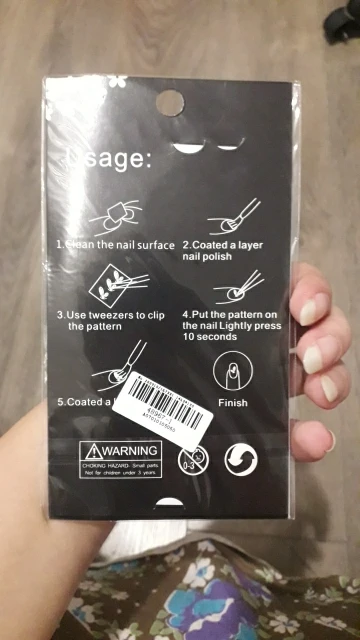 Usage:
1.Clean the nail surface
2.Coated a layer
nail polish
3.Use tweezers to clip
the pattern
4.Put the pattern on
the nail Lightly press
10 seconds
5.Coated a
Finish
WARNING
CHOKING HAZARD- Small parts
Not for children under 3 years.
0-3